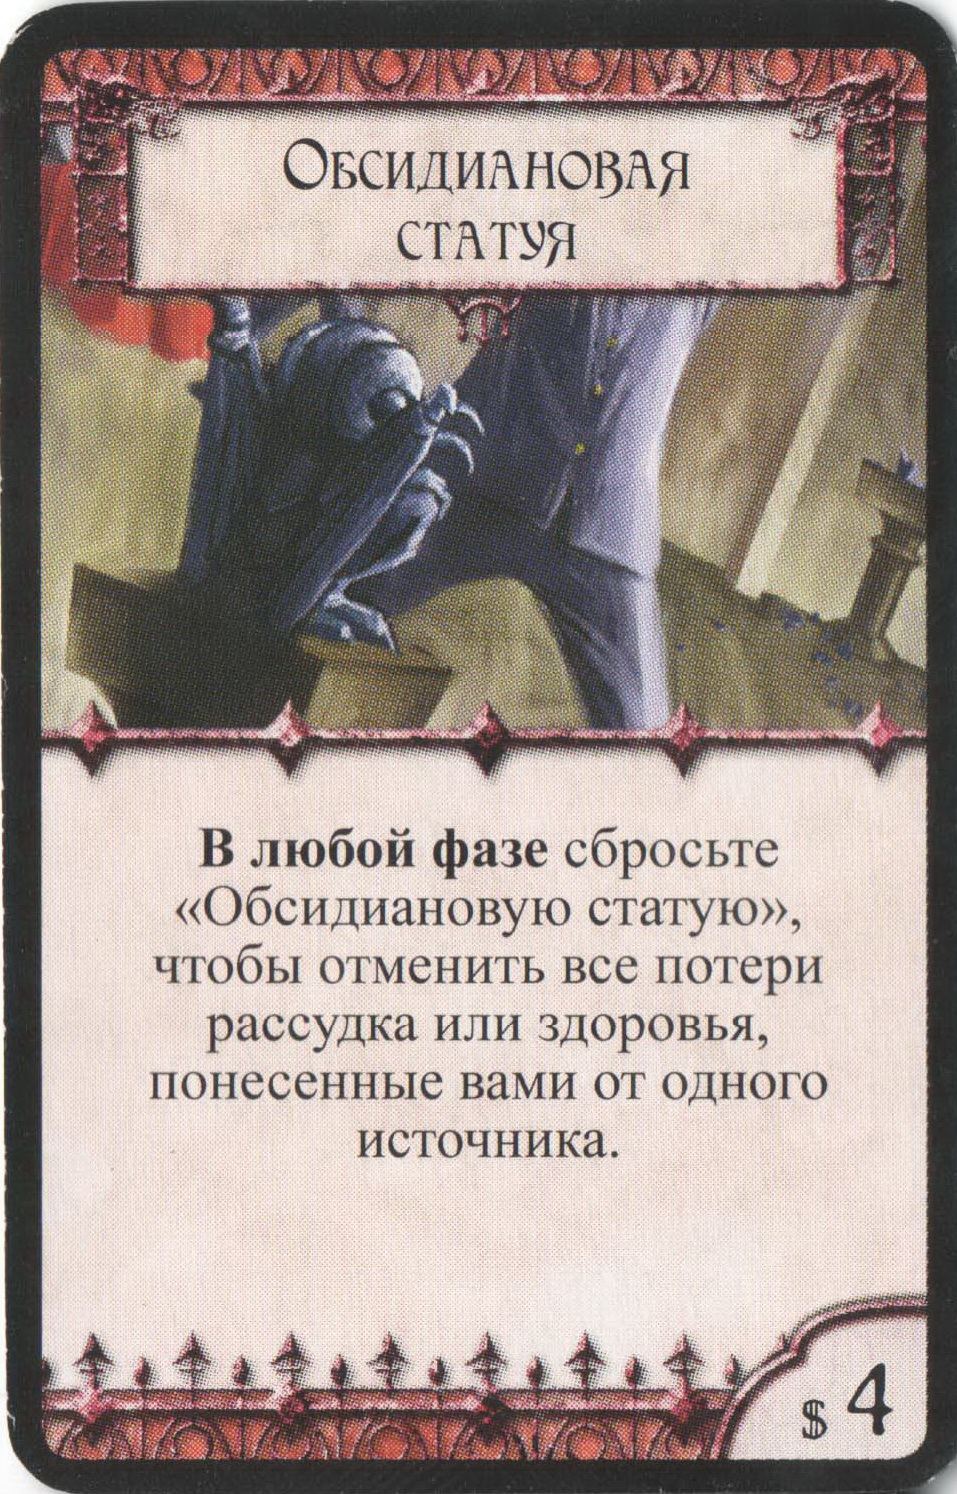 Обсидиановая
статуя
В любой фазе сбросьте
«Обсидиановую статую»,
чтобы отменить все потери
рассудка или здоровья,
понесенные вами от одного
источника.
$ 4